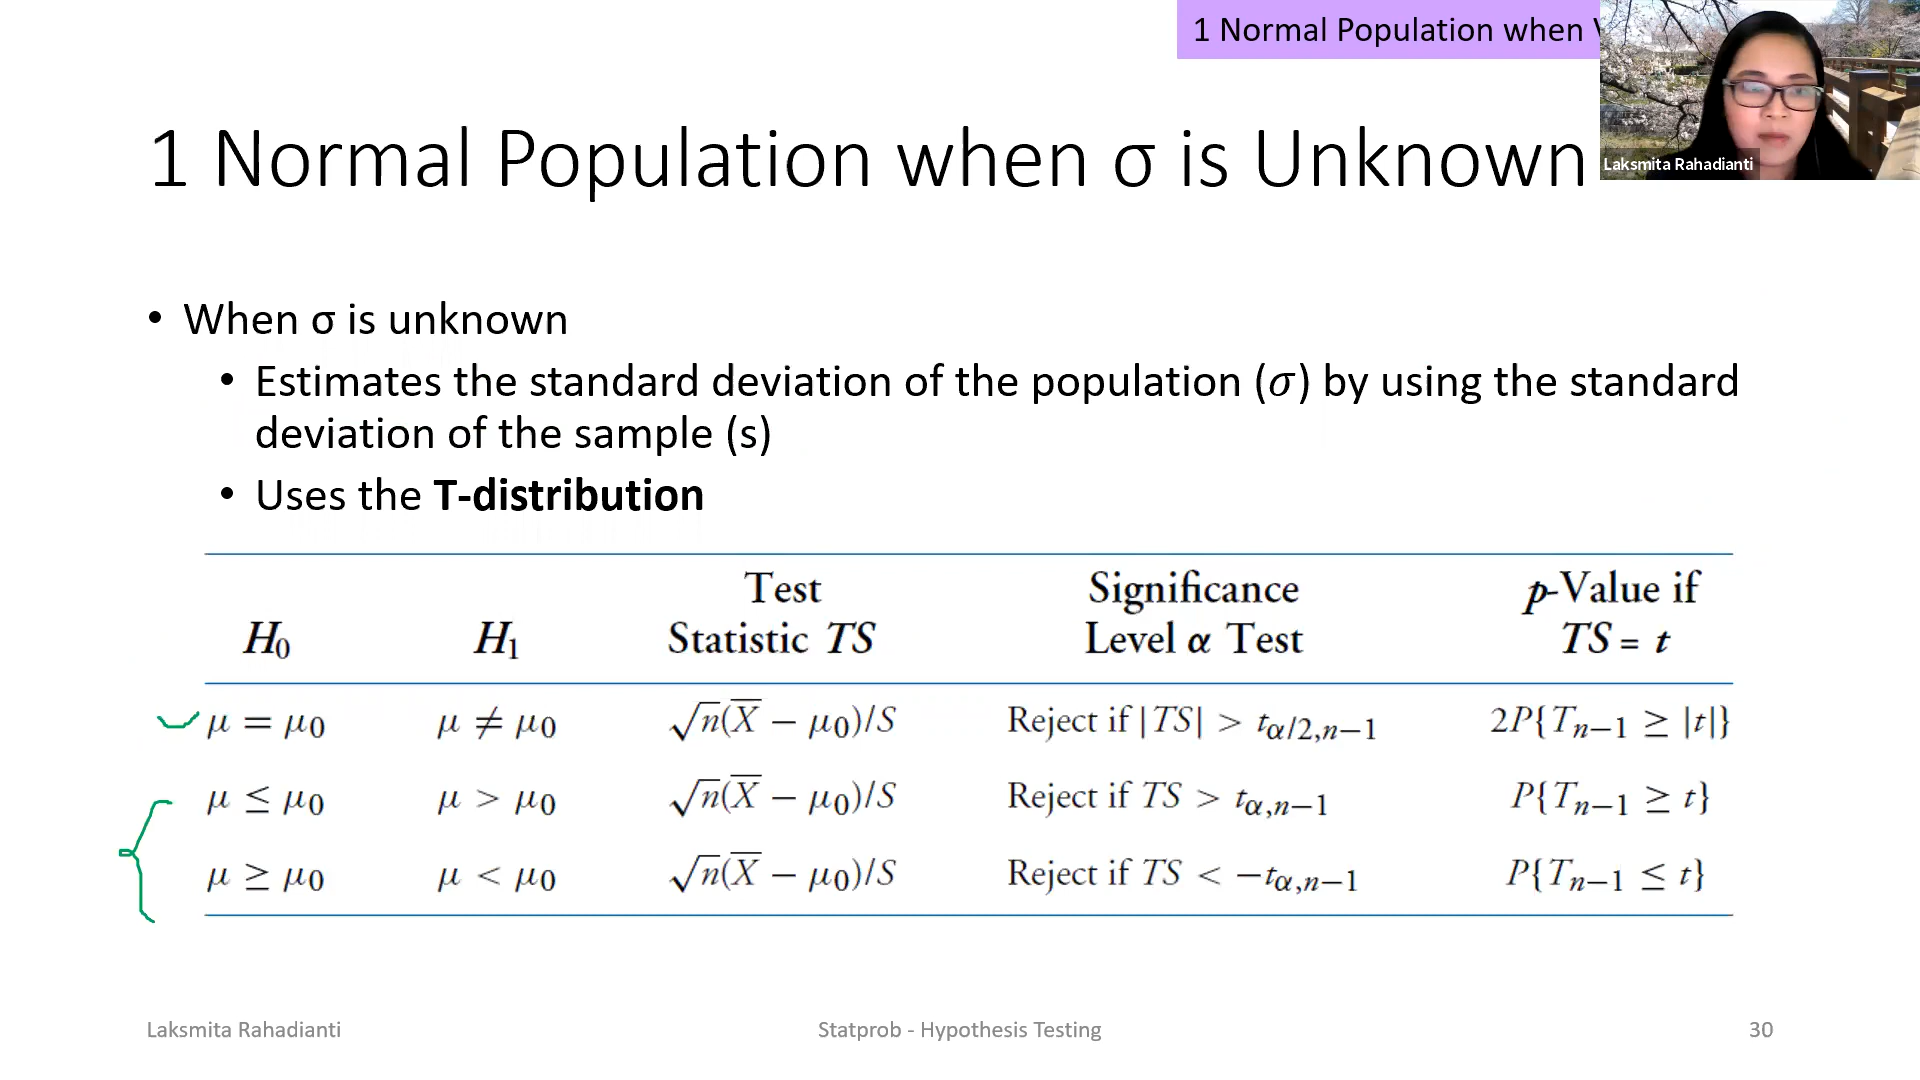 1 Normal Population when
Laksmita Rahadianti
1 Normal Population when σ is Unknown
• When σ is unknown
• Estimates the standard deviation of the population (σ) by using the standard
deviation of the sample (s)
• Uses the T-distribution
Test Significance p-Value if
H₀ H₁ Statistic TS Level α Test TS = t
μ = μ₀ μ ≠ μ₀ √n(X̅ − μ₀)/S Reject if |TS| > tα/2,n−1 2P{Tn−1 ≥ |t|}
μ ≤ μ₀ μ > μ₀ √n(X̅ − μ₀)/S Reject if TS > tα,n−1 P{Tn−1 ≥ t}
μ ≥ μ₀ μ < μ₀ √n(X̅ − μ₀)/S Reject if TS < −tα,n−1 P{Tn−1 ≤ t}
Laksmita Rahadianti Statprob - Hypothesis Testing 30